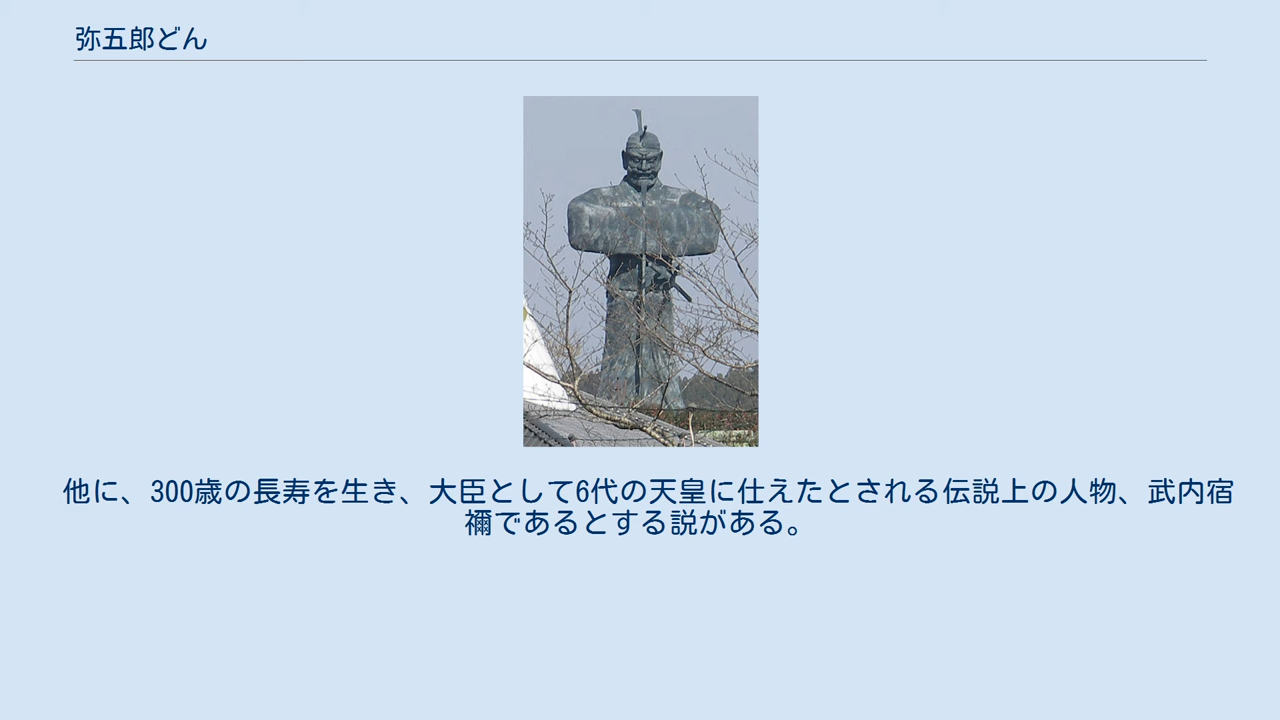 弥五郎どん
他に、300歳の長寿を生き、大臣として6代の天皇に仕えたとされる伝説上の人物、武内宿
禰であるとする説がある。